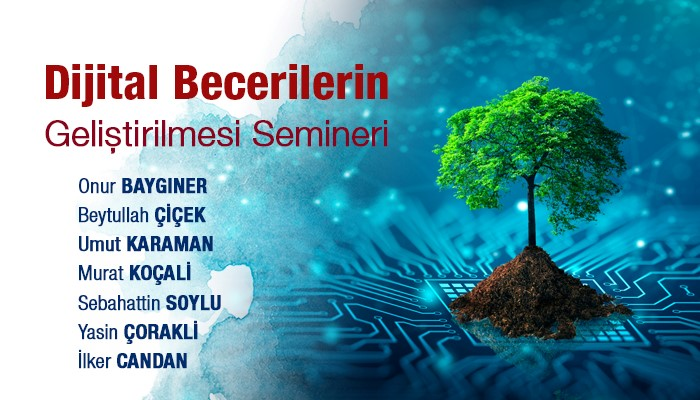 Dijital Becerilerin
Geliştirilmesi Semineri
Onur BAYGINER
Beytullah ÇİÇEK
Umut KARAMAN
Murat KOÇALİ
Sebahattin SOYLU
Yasin ÇORAKLİ
İlker CANDAN